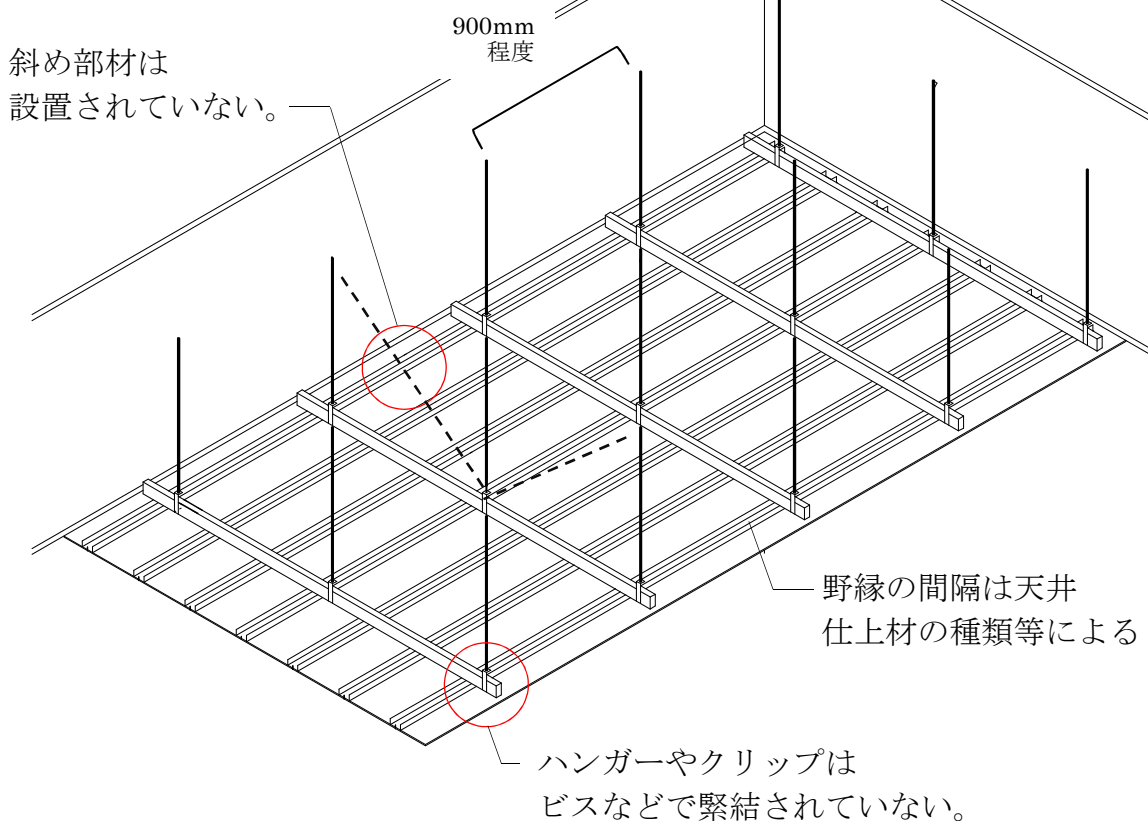 900mm
程度
斜め部材は
設置されていない。
野縁の間隔は天井
仕上材の種類等による
ハンガーやクリップは
ビスなどで緊結されていない。